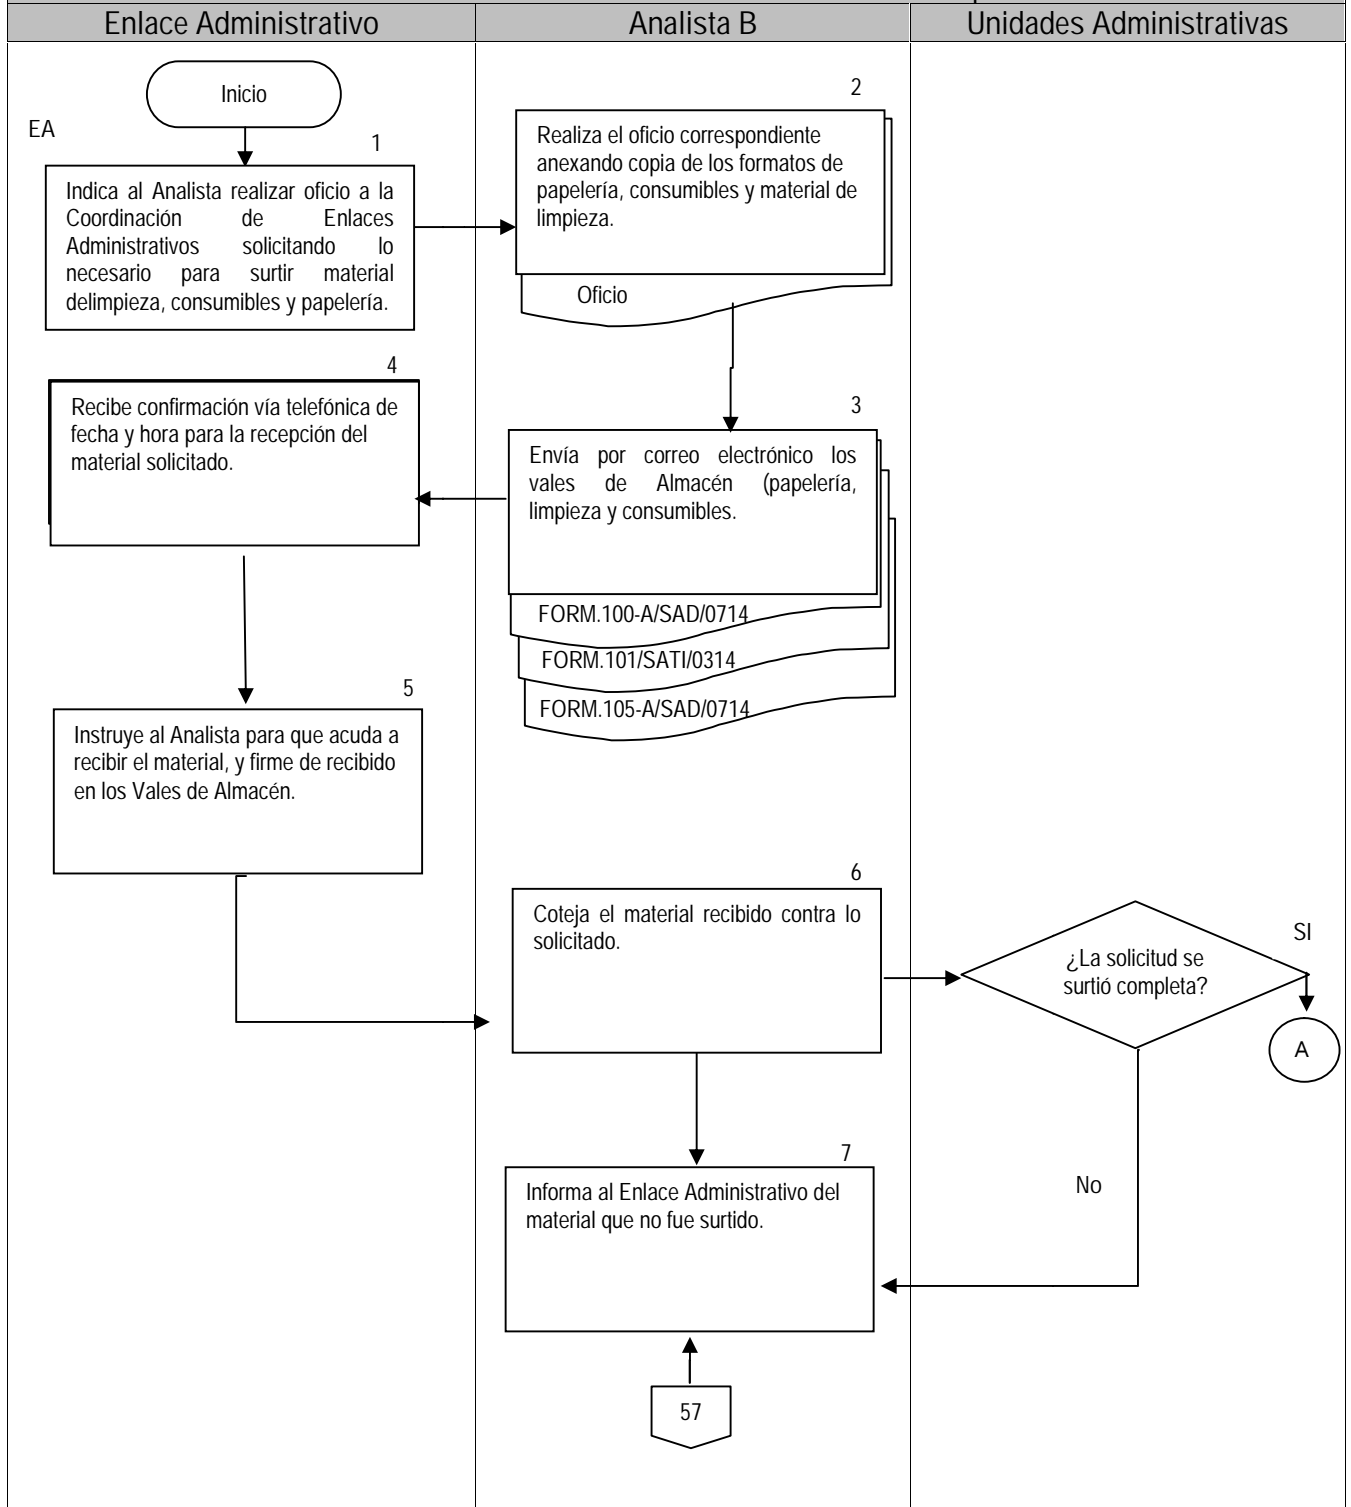 Enlace Administrativo
Analista B
Unidades Administrativas
Inicio
EA
1
Indica al Analista realizar oficio a la
Coordinación de Enlaces
Administrativos solicitando lo
necesario para surtir material
delimpieza, consumibles y papelería.
2
Realiza el oficio correspondiente
anexando copia de los formatos de
papelería, consumibles y material de
limpieza.
Oficio
4
Recibe confirmación vía telefónica de
fecha y hora para la recepción del
material solicitado.
3
Envía por correo electrónico los
vales de Almacén (papelería,
limpieza y consumibles.
FORM.100-A/SAD/0714
FORM.101/SATI/0314
FORM.105-A/SAD/0714
5
Instruye al Analista para que acuda a
recibir el material, y firme de recibido
en los Vales de Almacén.
6
Coteja el material recibido contra lo
solicitado.
¿La solicitud se
surtió completa?
SI
A
No
7
Informa al Enlace Administrativo del
material que no fue surtido.
57